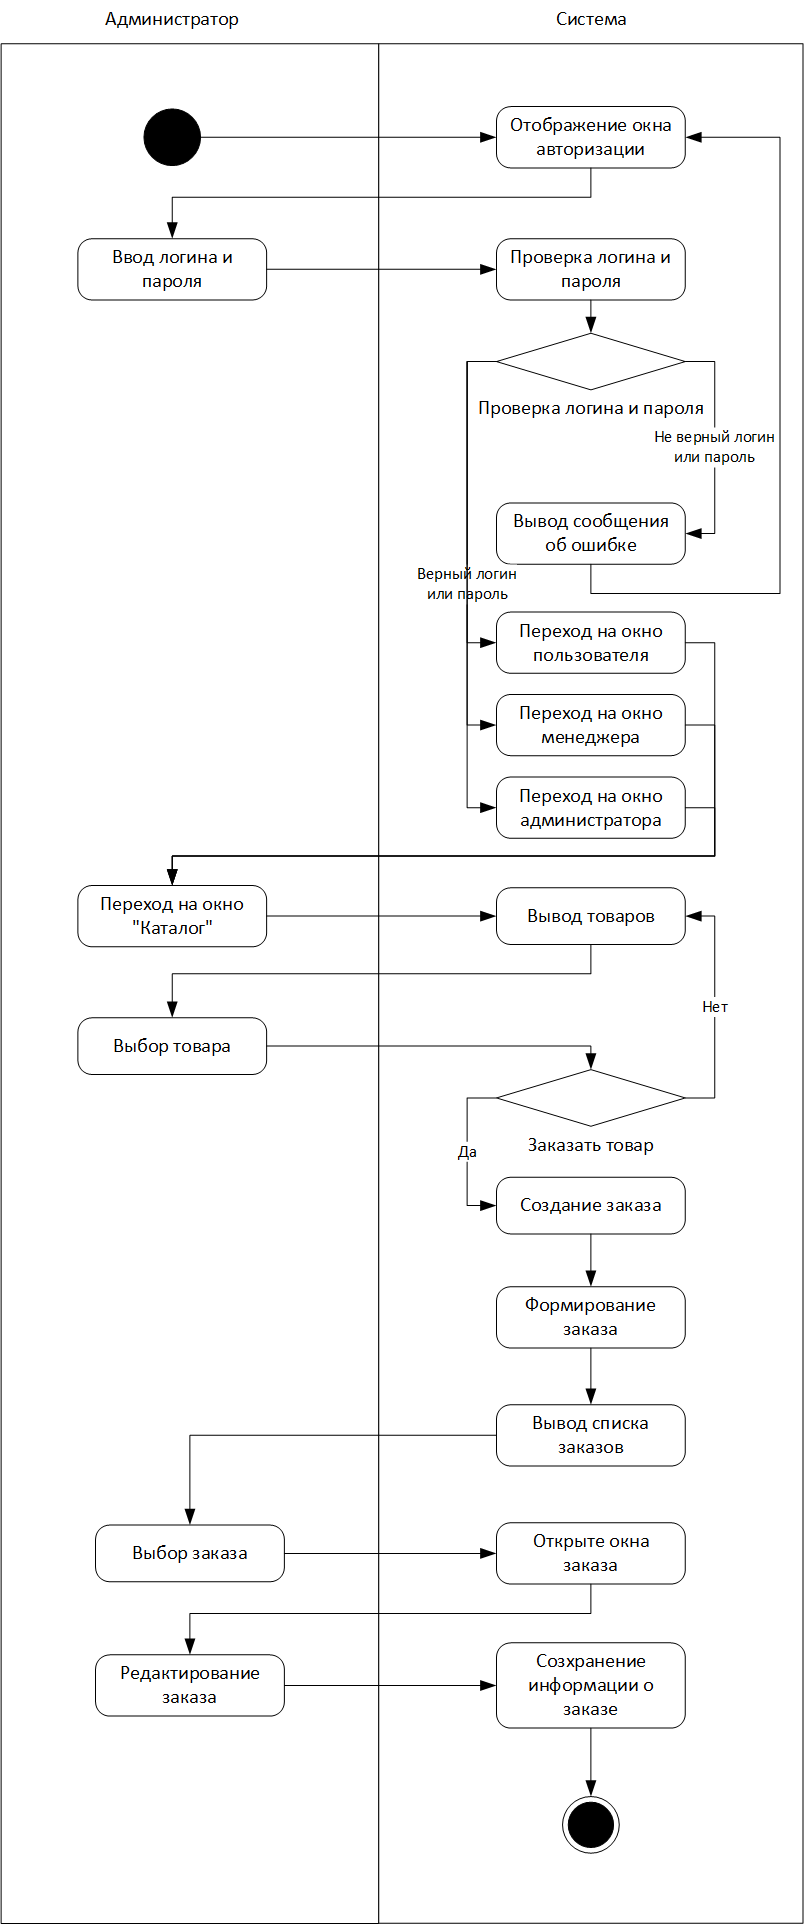 Администратор
Система
Отображение окна
авторизации
Ввод логина и
пароля
Проверка логина и
пароля
Проверка логина и пароля
Не верный логин
или пароль
Вывод сообщения
об ошибке
Верный логин
или пароль
Переход на окно
пользователя
Переход на окно
менеджера
Переход на окно
администратора
Переход на окно
"Каталог"
Вывод товаров
Нет
Выбор товара
Заказать товар
Да
Создание заказа
Формирование
заказа
Вывод списка
заказов
Выбор заказа
Открыте окна
заказа
Редактирование
заказа
Созхранение
информации о
заказе